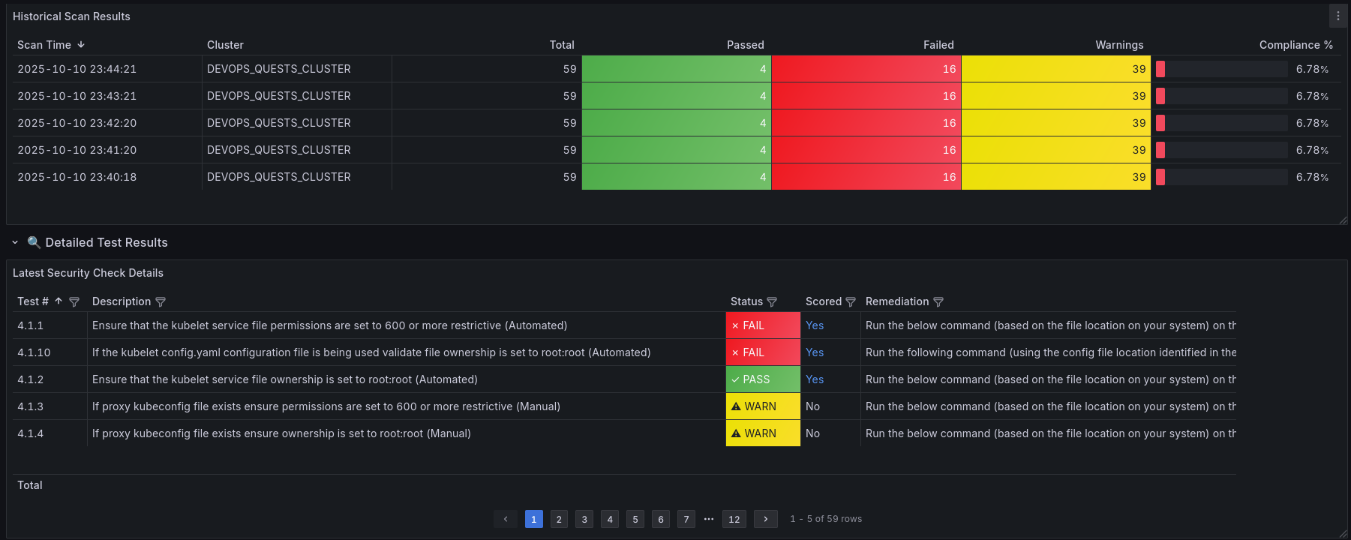 Historical Scan Results
Scan Time ↓ Cluster Total Passed Failed Warnings Compliance %
2025-10-10 23:44:21 DEVOPS_QUESTS_CLUSTER 59 4 16 39 6.78%
2025-10-10 23:43:21 DEVOPS_QUESTS_CLUSTER 59 4 16 39 6.78%
2025-10-10 23:42:20 DEVOPS_QUESTS_CLUSTER 59 4 16 39 6.78%
2025-10-10 23:41:20 DEVOPS_QUESTS_CLUSTER 59 4 16 39 6.78%
2025-10-10 23:40:18 DEVOPS_QUESTS_CLUSTER 59 4 16 39 6.78%
🔍 Detailed Test Results
Latest Security Check Details
Test # ↑ Description Status Scored Remediation
4.1.1 Ensure that the kubelet service file permissions are set to 600 or more restrictive (Automated) × FAIL Yes Run the below command (based on the file location on your system) on th
4.1.10 If the kubelet config.yaml configuration file is being used validate file ownership is set to root:root (Automated) × FAIL Yes Run the following command (using the config file location identified in the
4.1.2 Ensure that the kubelet service file ownership is set to root:root (Automated) ✓ PASS Yes Run the below command (based on the file location on your system) on th
4.1.3 If proxy kubeconfig file exists ensure permissions are set to 600 or more restrictive (Manual) ⚠ WARN No Run the below command (based on the file location on your system) on th
4.1.4 If proxy kubeconfig file exists ensure ownership is set to root:root (Manual) ⚠ WARN No Run the below command (based on the file location on your system) on th
Total
‹ 1 2 3 4 5 6 7 ••• 12 › 1 - 5 of 59 rows